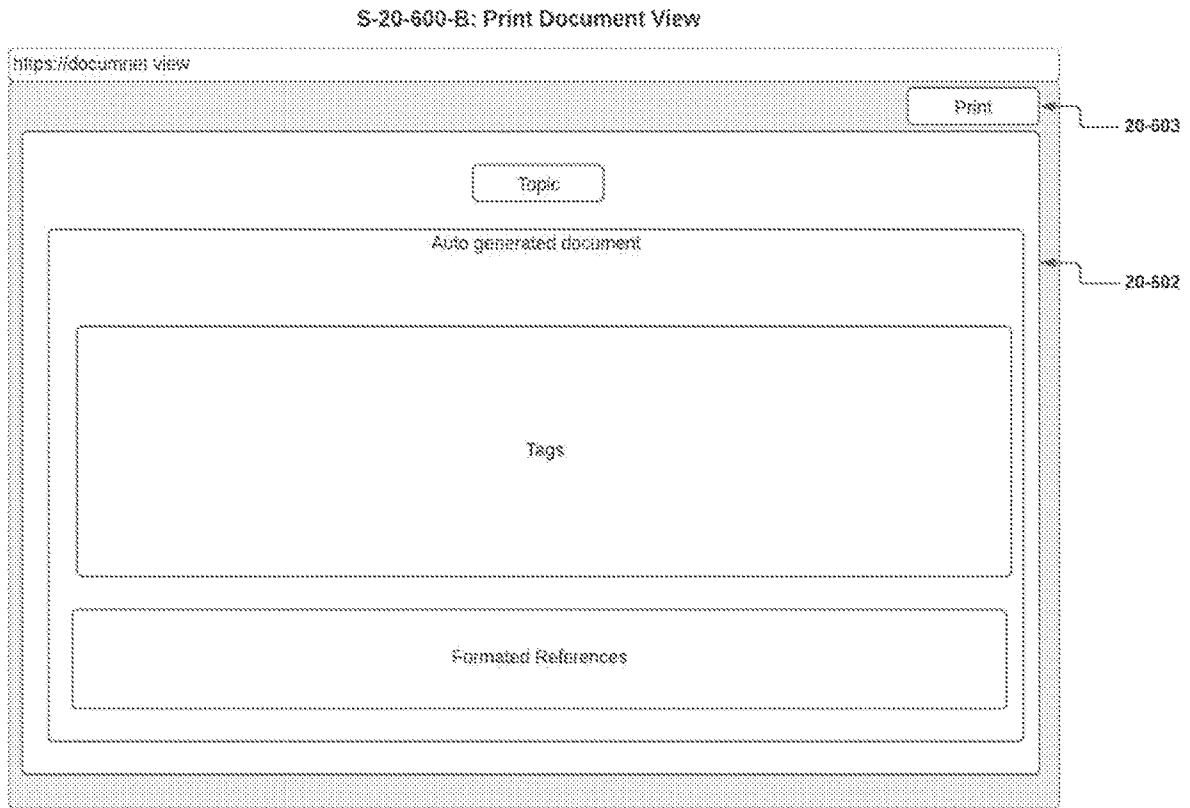 S-20-600-B: Print Document View
https://documnet view
Print
20-603
Topic
Auto generated document
20-602
Tags
Formated References